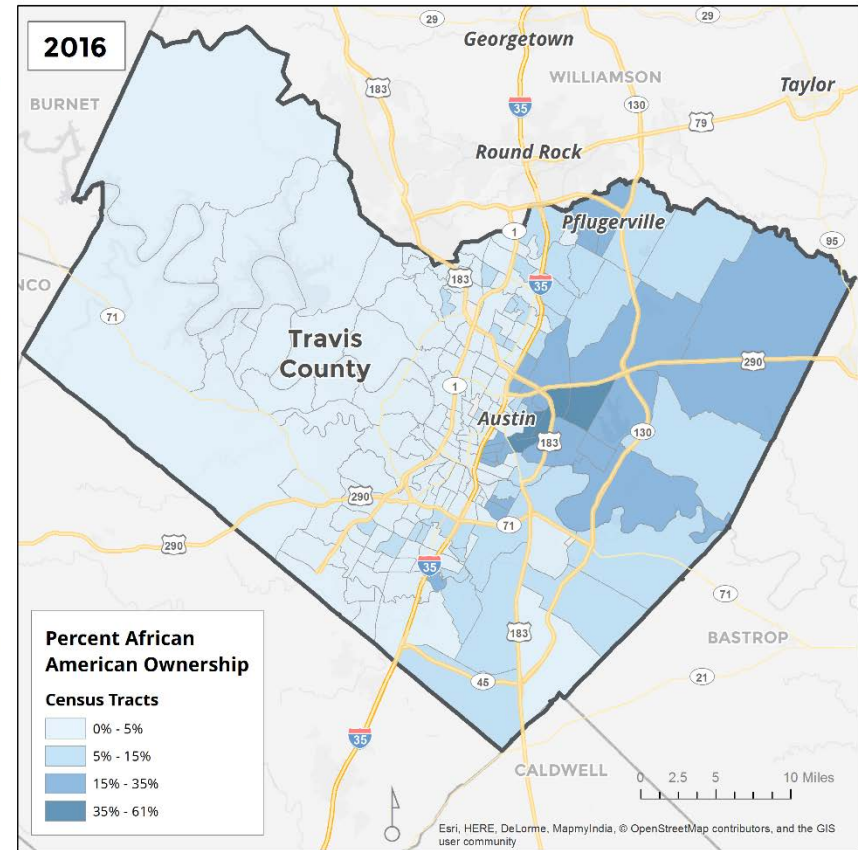 2016
29
29
Georgetown
BURNET
183
WILLIAMSON
Taylor
35
130
79
Round Rock
Pflugerville
1
95
183
35
NCO
71
Travis
County
290
1
Austin
183
130
290
71
290
35
71
183
BASTROP
45
21
35
CALDWELL
Percent African
American Ownership
Census Tracts
0% - 5%
5% - 15%
15% - 35%
35% - 61%
0 2.5 5 10 Miles
Esri, HERE, DeLorme, MapmyIndia, © OpenStreetMap contributors, and the GIS
user community